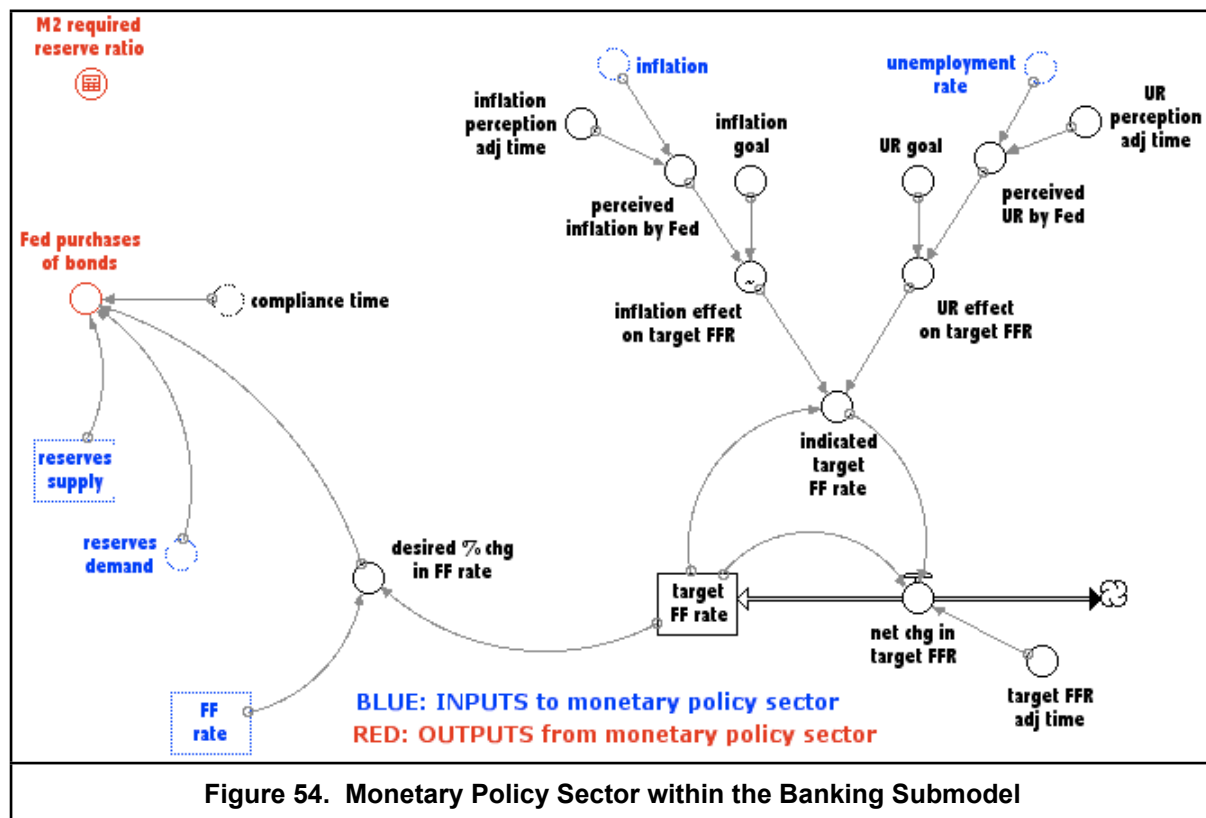 M2 required
reserve ratio
inflation
unemployment
rate
inflation
perception
adj time
inflation
goal
UR goal
UR
perception
adj time
perceived
inflation by Fed
perceived
UR by Fed
Fed purchases
of bonds
compliance time
~
inflation effect
on target FFR
UR effect
on target FFR
indicated
target
FF rate
reserves
supply
reserves
demand
desired % chg
in FF rate
target
FF rate
net chg in
target FFR
target FFR
adj time
FF
rate
BLUE: INPUTS to monetary policy sector
RED: OUTPUTS from monetary policy sector
Figure 54. Monetary Policy Sector within the Banking Submodel